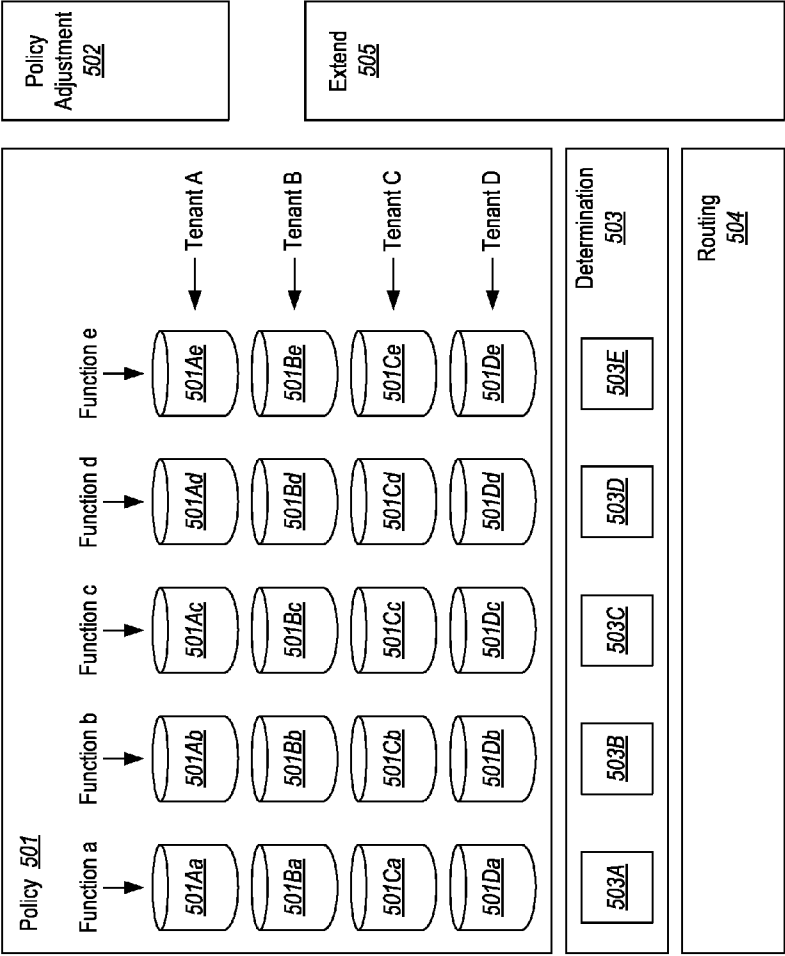 Policy 501
Function a
Function b
Function c
Function d
Function e
501Aa
501Ab
501Ac
501Ad
501Ae
Tenant A
501Ba
501Bb
501Bc
501Bd
501Be
Tenant B
501Ca
501Cb
501Cc
501Cd
501Ce
Tenant C
501Da
501Db
501Dc
501Dd
501De
Tenant D
Policy
Adjustment
502
Extend
505
Determination
503
503A
503B
503C
503D
503E
Routing
504